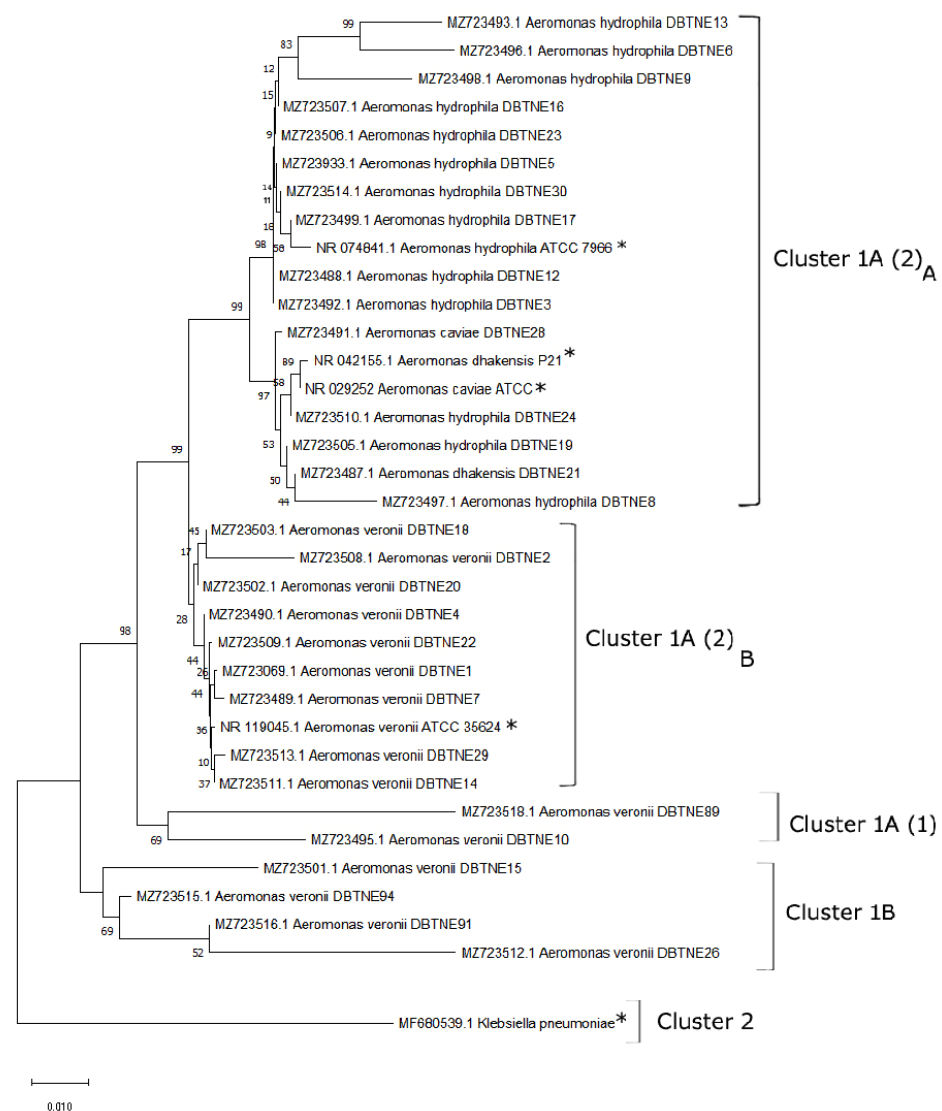 99
MZ723493.1 Aeromonas hydrophila DBTNE13
83
MZ723496.1 Aeromonas hydrophila DBTNE6
12
MZ723498.1 Aeromonas hydrophila DBTNE9
15
MZ723507.1 Aeromonas hydrophila DBTNE16
9
MZ723506.1 Aeromonas hydrophila DBTNE23
MZ723933.1 Aeromonas hydrophila DBTNE5
14
MZ723514.1 Aeromonas hydrophila DBTNE30
11
MZ723499.1 Aeromonas hydrophila DBTNE17
18
98
58
NR 074841.1 Aeromonas hydrophila ATCC 7966 *
Cluster 1A (2) A
MZ723488.1 Aeromonas hydrophila DBTNE12
99
MZ723492.1 Aeromonas hydrophila DBTNE3
MZ723491.1 Aeromonas caviae DBTNE28
89
NR 042155.1 Aeromonas dhakensis P21 *
58
97
NR 029252 Aeromonas caviae ATCC *
MZ723510.1 Aeromonas hydrophila DBTNE24
53
MZ723505.1 Aeromonas hydrophila DBTNE19
99
MZ723487.1 Aeromonas dhakensis DBTNE21
50
44
MZ723497.1 Aeromonas hydrophila DBTNE8
45
MZ723503.1 Aeromonas veronii DBTNE18
17
MZ723508.1 Aeromonas veronii DBTNE2
MZ723502.1 Aeromonas veronii DBTNE20
28
MZ723490.1 Aeromonas veronii DBTNE4
98
MZ723509.1 Aeromonas veronii DBTNE22
Cluster 1A (2) B
44
26
MZ723069.1 Aeromonas veronii DBTNE1
44
MZ723489.1 Aeromonas veronii DBTNE7
36
NR 119045.1 Aeromonas veronii ATCC 35624 *
MZ723513.1 Aeromonas veronii DBTNE29
10
37
MZ723511.1 Aeromonas veronii DBTNE14
MZ723518.1 Aeromonas veronii DBTNE89
Cluster 1A (1)
69
MZ723495.1 Aeromonas veronii DBTNE10
MZ723501.1 Aeromonas veronii DBTNE15
MZ723515.1 Aeromonas veronii DBTNE94
Cluster 1B
69
MZ723516.1 Aeromonas veronii DBTNE91
52
MZ723512.1 Aeromonas veronii DBTNE26
MF680539.1 Klebsiella pneumoniae *
Cluster 2
0.010